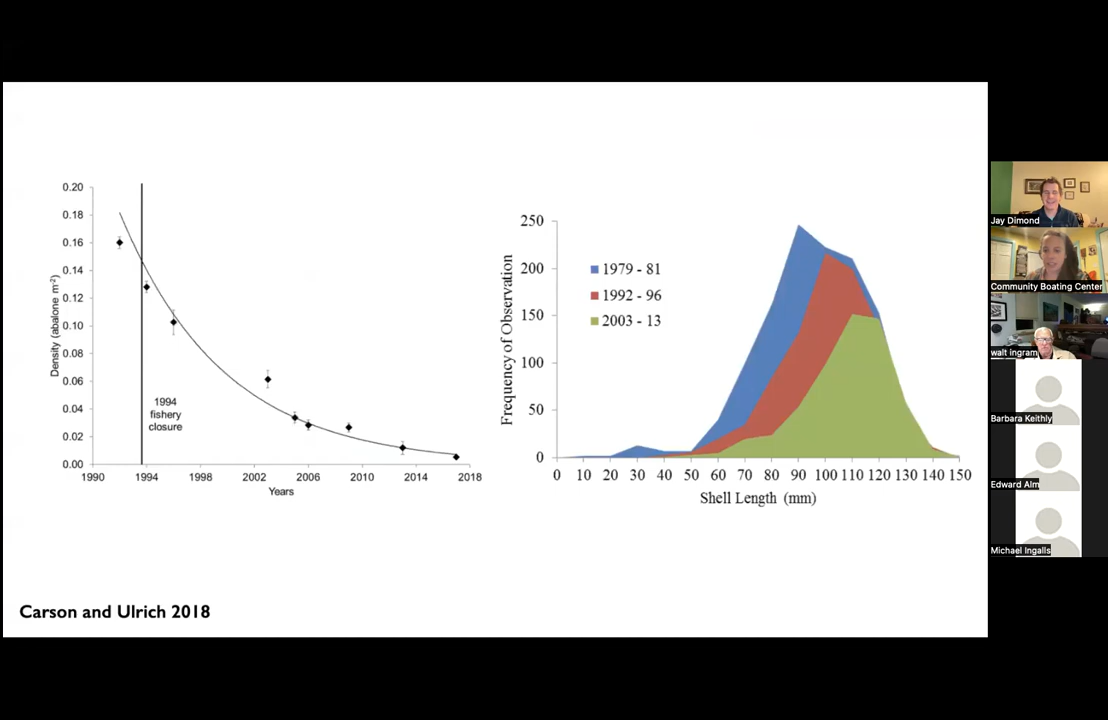 0.20
0.18
0.16
0.14
0.12
0.10
0.08
0.06
0.04
0.02
0.00
Density (abalone m⁻²)
1994
fishery
closure
1990 1994 1998 2002 2006 2010 2014 2018
Years
250
200
150
100
50
0
Frequency of Observation
1979 - 81
1992 - 96
2003 - 13
0 10 20 30 40 50 60 70 80 90 100 110 120 130 140 150
Shell Length (mm)
Carson and Ulrich 2018
Jay Dimond
Community Boating Center
walt ingram
Barbara Keithly
Edward Alm
Michael Ingalls